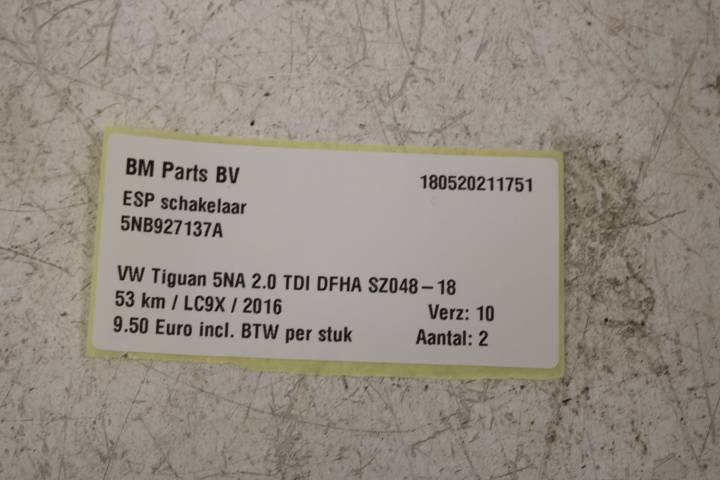 BM Parts BV 180520211751
ESP schakelaar
5NB927137A
VW Tiguan 5NA 2.0 TDI DFHA SZ048-18
53 km / LC9X / 2016 Verz: 10
9.50 Euro incl. BTW per stuk Aantal: 2